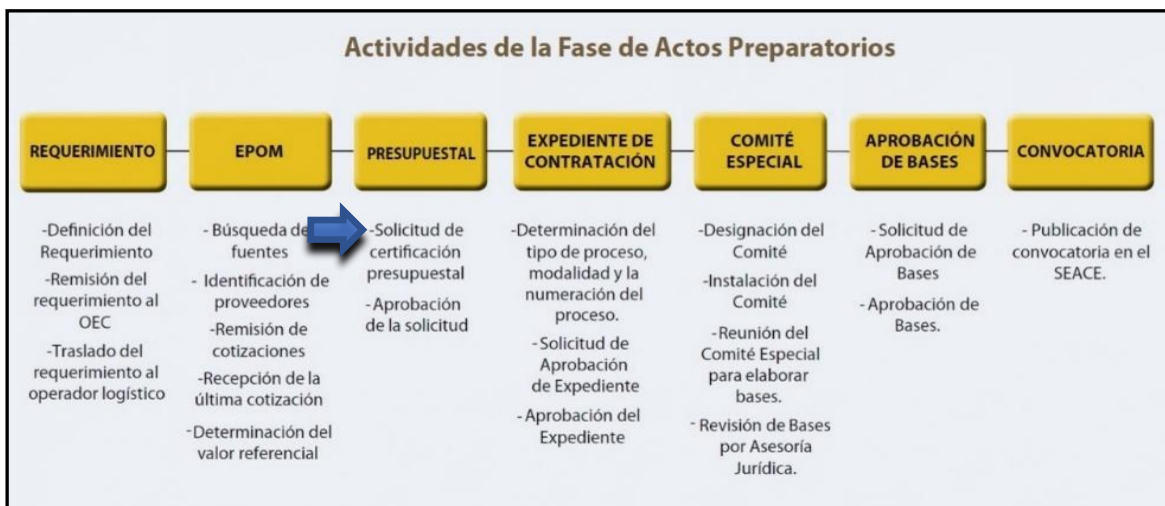 Actividades de la Fase de Actos Preparatorios
REQUERIMIENTO
EPOM
PRESUPUESTAL
EXPEDIENTE DE
CONTRATACIÓN
COMITÉ
ESPECIAL
APROBACIÓN
DE BASES
CONVOCATORIA
-Definición del
Requerimiento
-Remisión del
requerimiento al
OEC
-Traslado del
requerimiento al
operador logístico
- Búsqueda de
fuentes
- Identificación de
proveedores
-Remisión de
cotizaciones
-Recepción de la
última cotización
-Determinación del
valor referencial
-Solicitud de
certificación
presupuestal
-Aprobación
de la solicitud
-Determinación del
tipo de proceso,
modalidad y la
numeración del
proceso.
-Solicitud de
Aprobación
de Expediente
-Aprobación del
Expediente
-Designación del
Comité
-Instalación del
Comité
-Reunión del
Comité Especial
para elaborar
bases.
- Revisión de Bases
por Asesoría
Jurídica.
- Solicitud de
Aprobación de
Bases
-Aprobación de
Bases.
- Publicación de
convocatoria en el
SEACE.